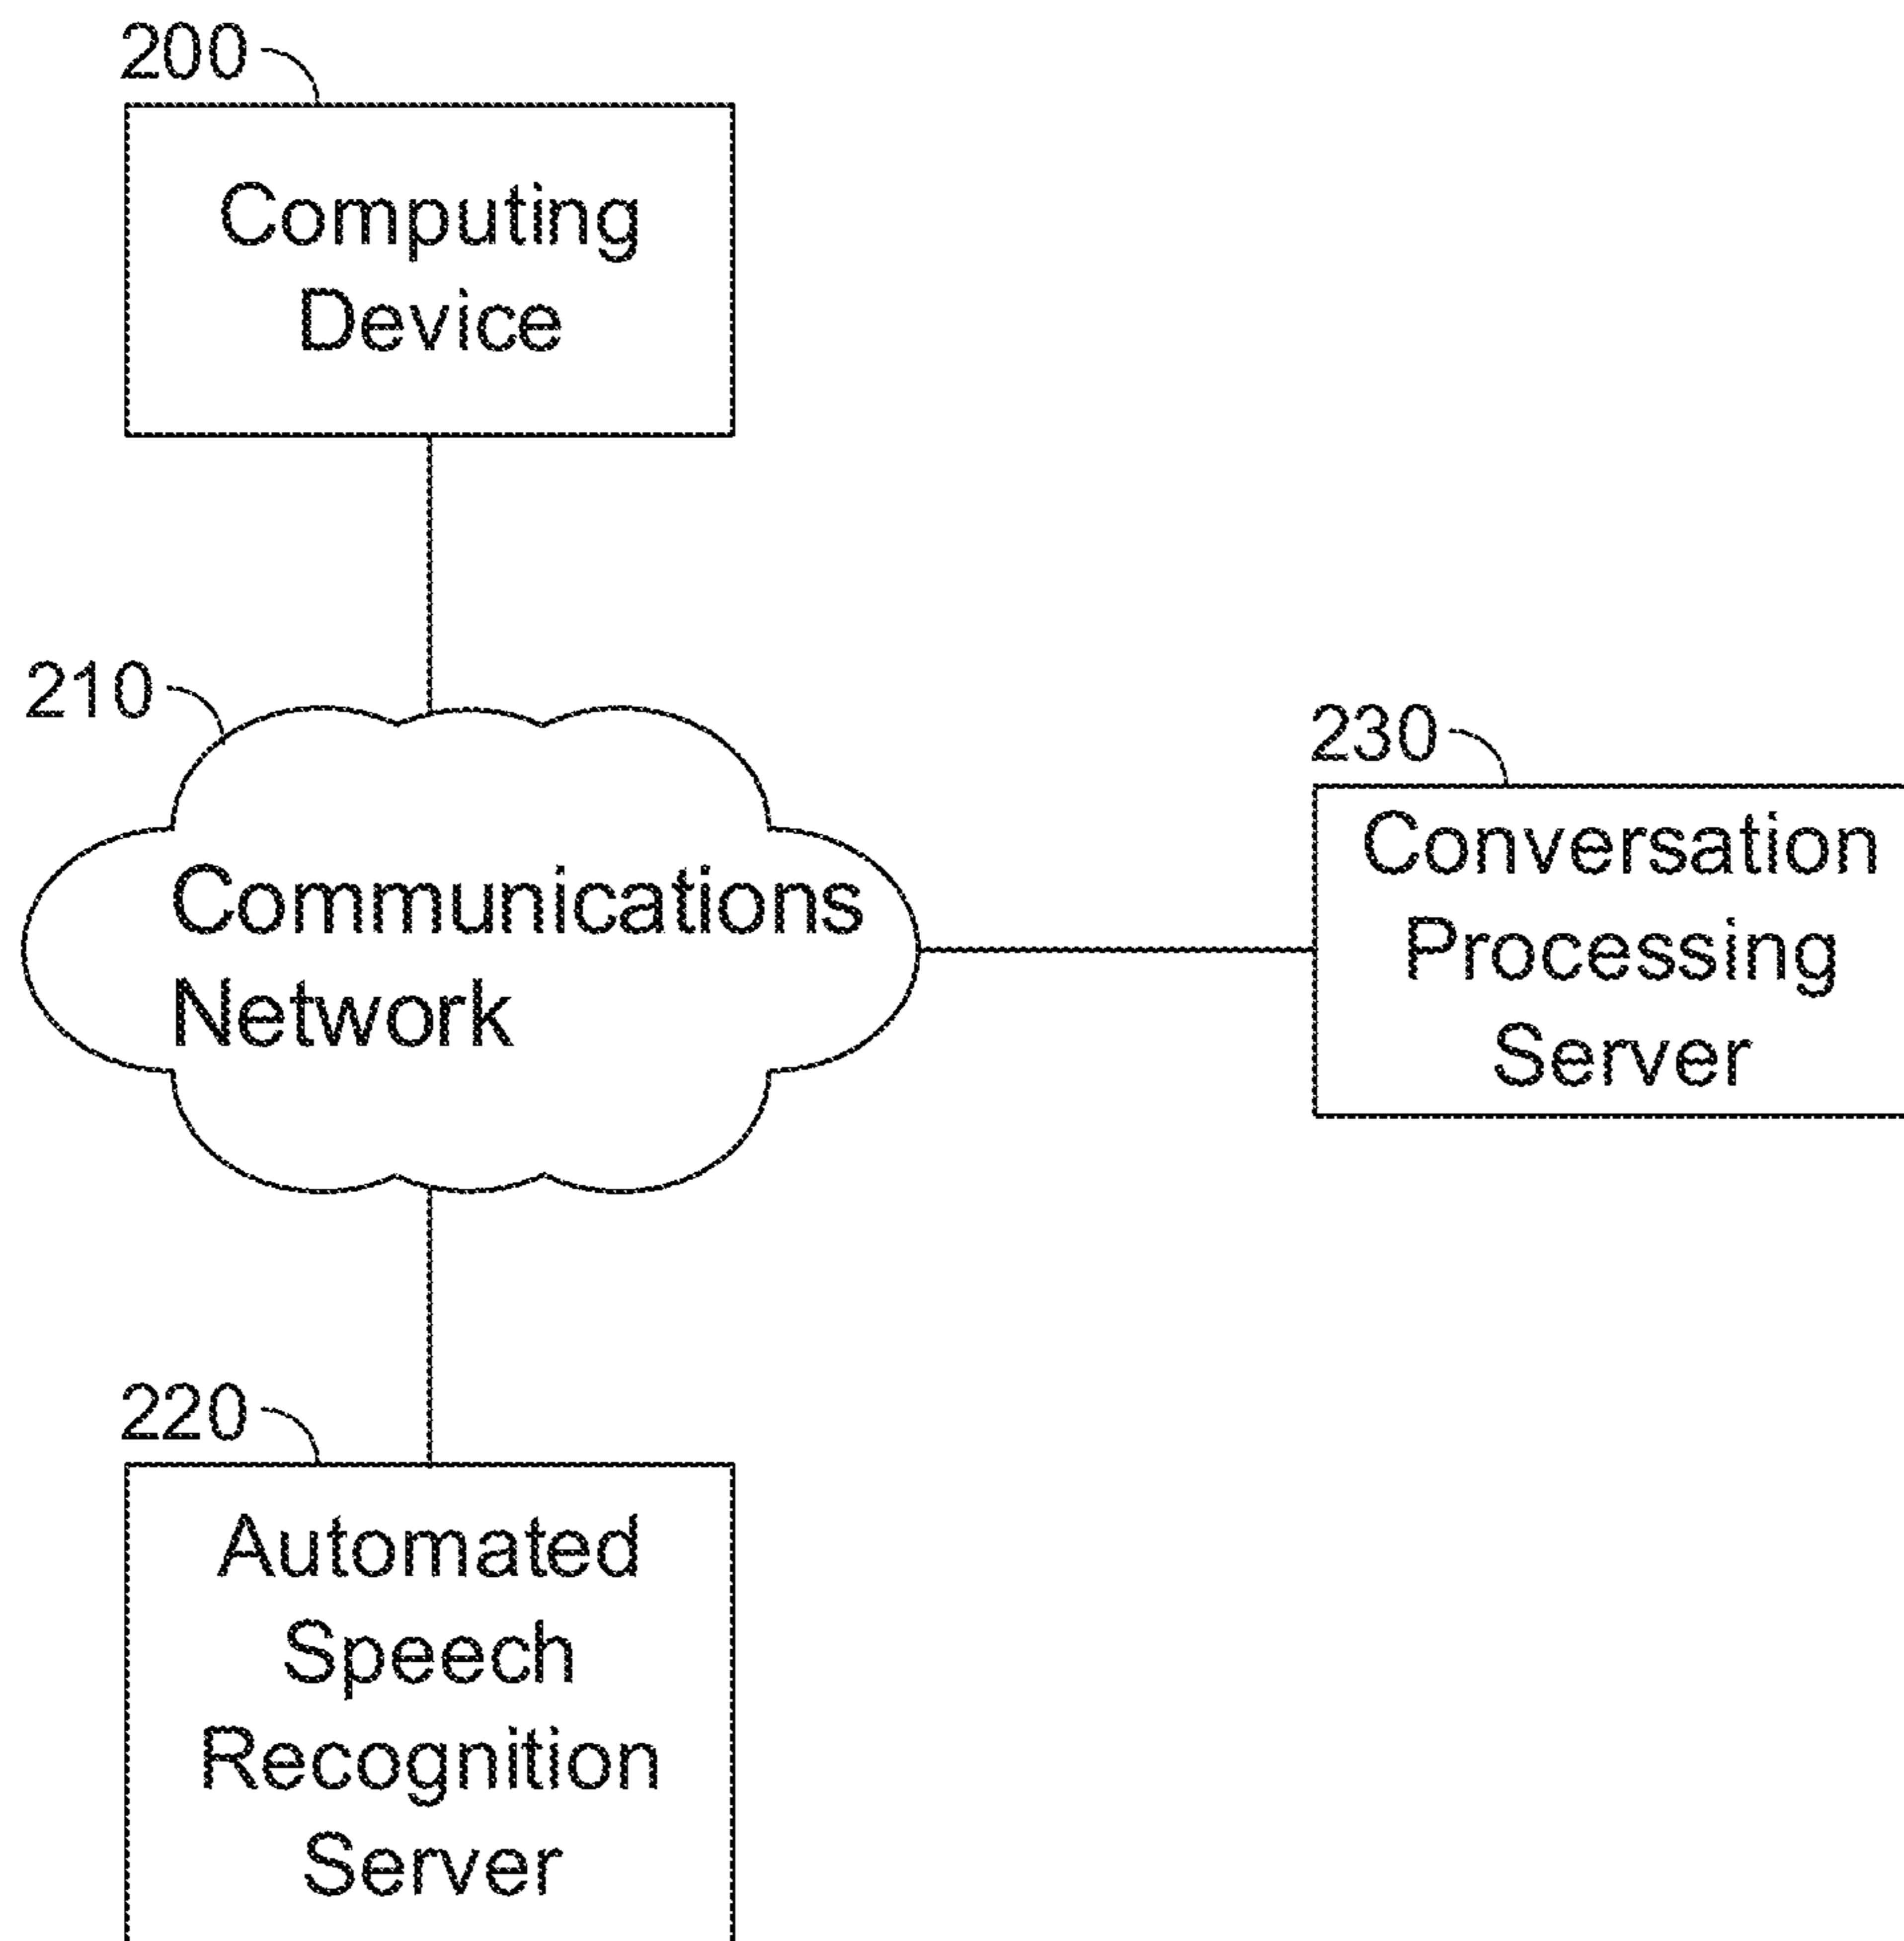 200
Computing
Device
210
Communications
Network
230
Conversation
Processing
Server
220
Automated
Speech
Recognition
Server